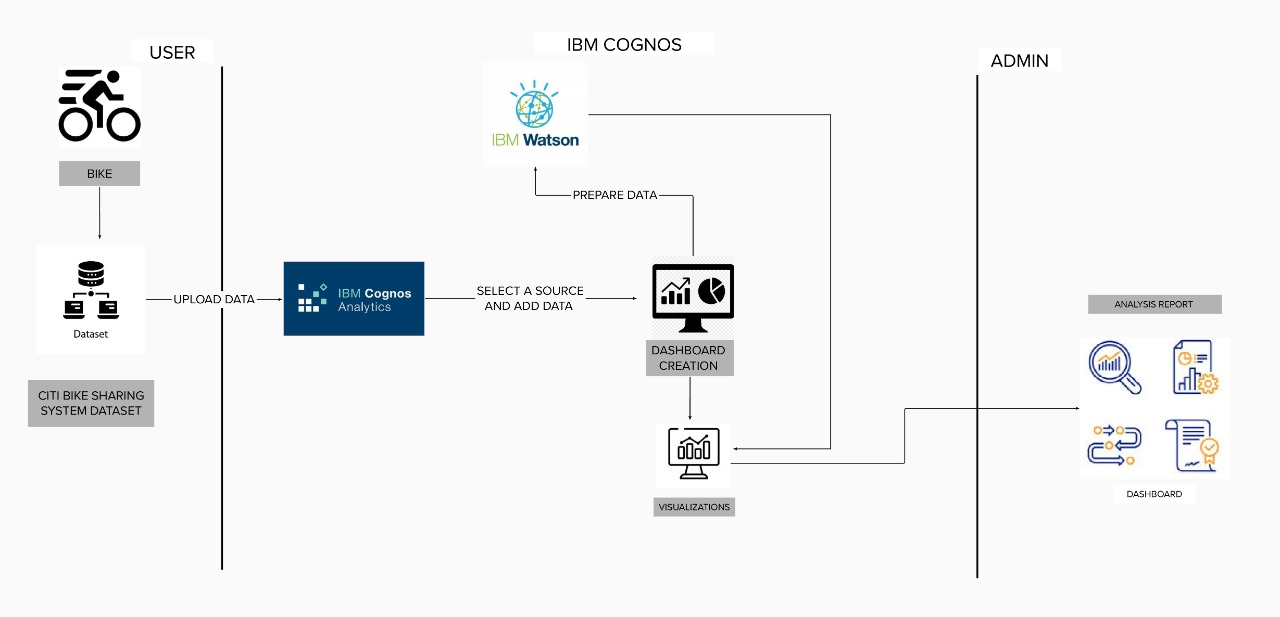 USER
IBM COGNOS
ADMIN
IBM Watson
BIKE
PREPARE DATA
UPLOAD DATA
IBM Cognos
Analytics
SELECT A SOURCE
AND ADD DATA
Dataset
DASHBOARD
CREATION
CITI BIKE SHARING
SYSTEM DATASET
VISUALIZATIONS
ANALYSIS REPORT
DASHBOARD